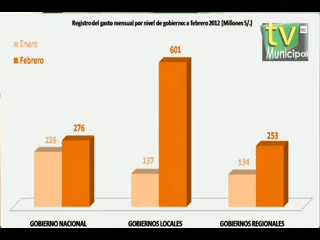 Registro del gasto mensual por nivel de gobierno: a febrero 2012 (Millones S/.)
tv
Municipal
Enero
Febrero
601
228
276
137
134
253
GOBIERNO NACIONAL
GOBIERNOS LOCALES
GOBIERNOS REGIONALES